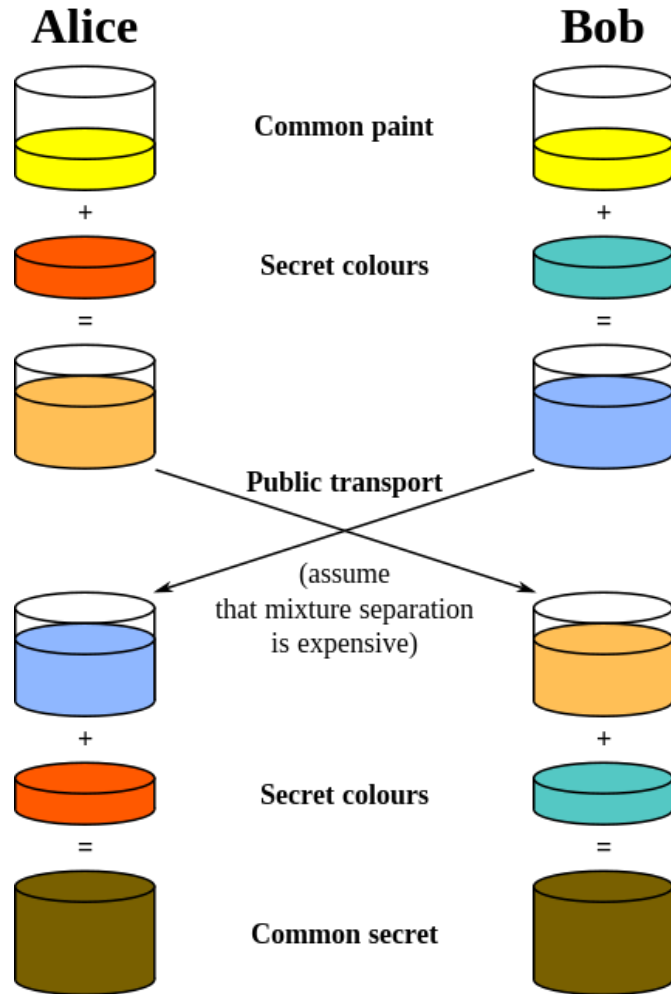 Alice Bob
Common paint
+ +
Secret colours
= =
Public transport
(assume
that mixture separation
is expensive)
+ +
Secret colours
= =
Common secret